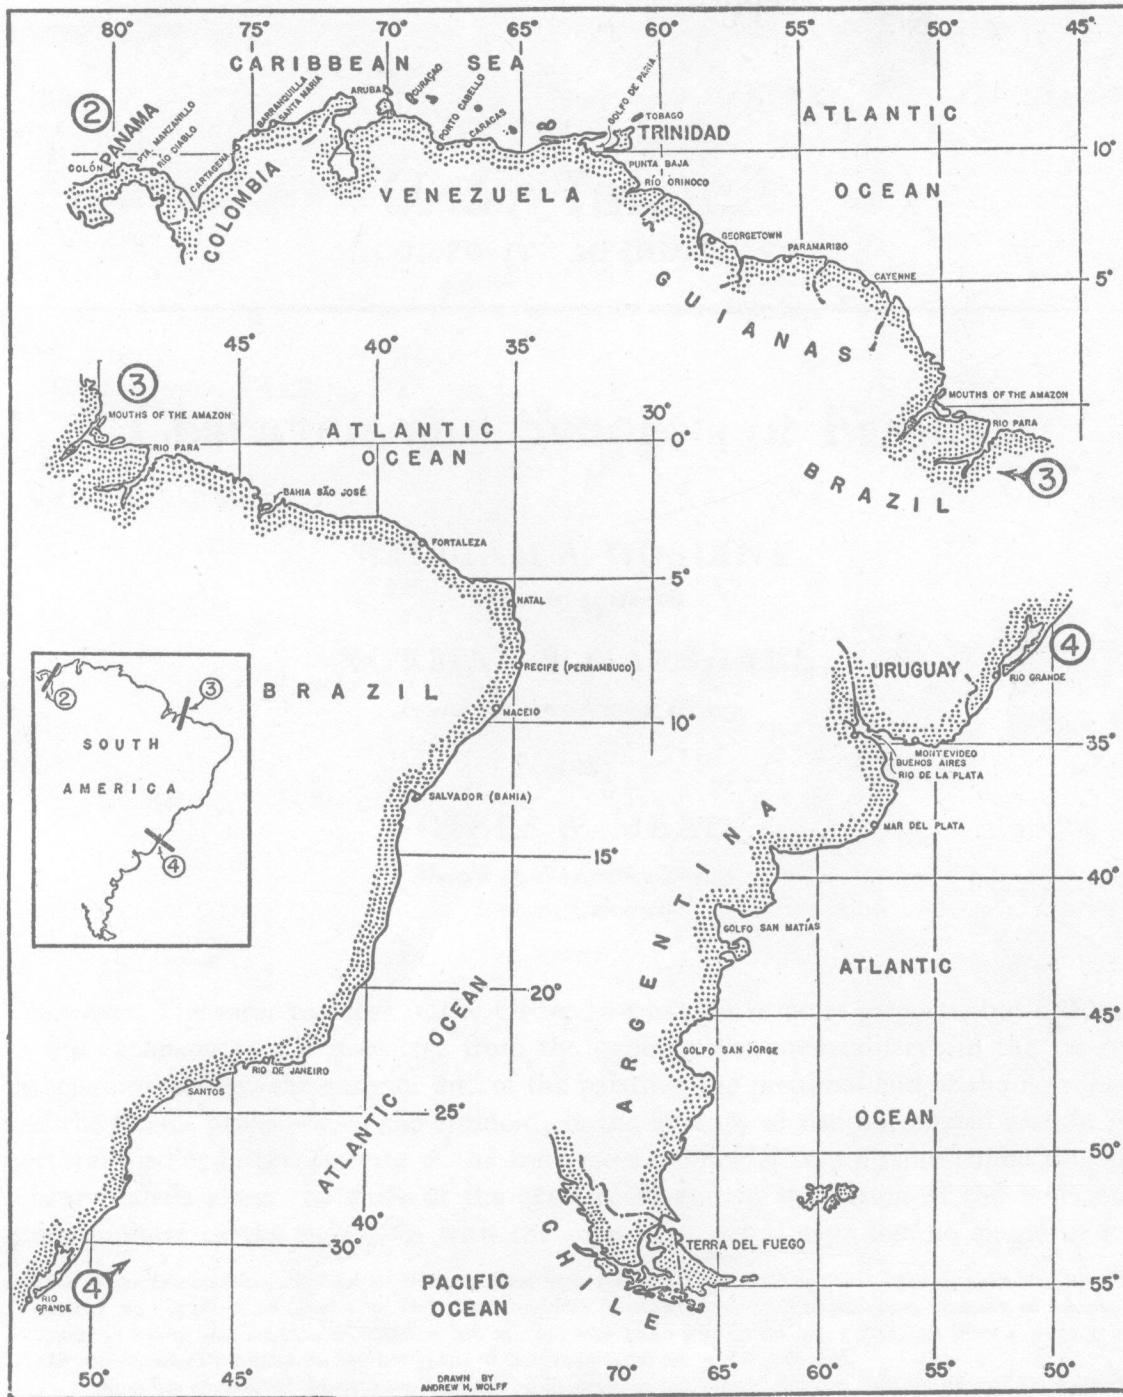 80° 75° 70° 65° 60° 55° 50° 45°
CARIBBEAN SEA
②
PANAMA
COLÓN
PTA. MANZANILLO
RÍO DIABLO
CARTAGENA
BARRANQUILLA
SANTA MARIA
COLOMBIA
ARUBA
CURAÇAO
PORTO CABELLO
CARACAS
VENEZUELA
GOLFO DE PARIA
TOBAGO
TRINIDAD
ATLANTIC
OCEAN
10°
PUNTA BAJA
RÍO ORINOCO
GEORGETOWN
PARAMARIBO
CAYENNE
5°
GUIANAS
MOUTHS OF THE AMAZON
RIO PARA
BRAZIL
③
45° 40° 35°
30°
③
MOUTHS OF THE AMAZON
RIO PARA
ATLANTIC
OCEAN
0°
BAHIA SÃO JOSÉ
FORTALEZA
5°
NATAL
RECIFE (PERNAMBUCO)
BRAZIL
MACEIO
10°
SALVADOR (BAHIA)
15°
20°
ATLANTIC OCEAN
RIO DE JANEIRO
SANTOS
25°
40°
30°
④
RIO
GRANDE
50° 45°
②
③
SOUTH
AMERICA
④
④
URUGUAY
RIO GRANDE
35°
MONTEVIDEO
BUENOS AIRES
RIO DE LA PLATA
MAR DEL PLATA
ARGENTINA
40°
GOLFO SAN MATÍAS
ATLANTIC
45°
GOLFO SAN JORGE
OCEAN
50°
CHILE
TERRA DEL FUEGO
PACIFIC
OCEAN
55°
70° 65° 60° 55° 50°
DRAWN BY
ANDREW H. WOLFF